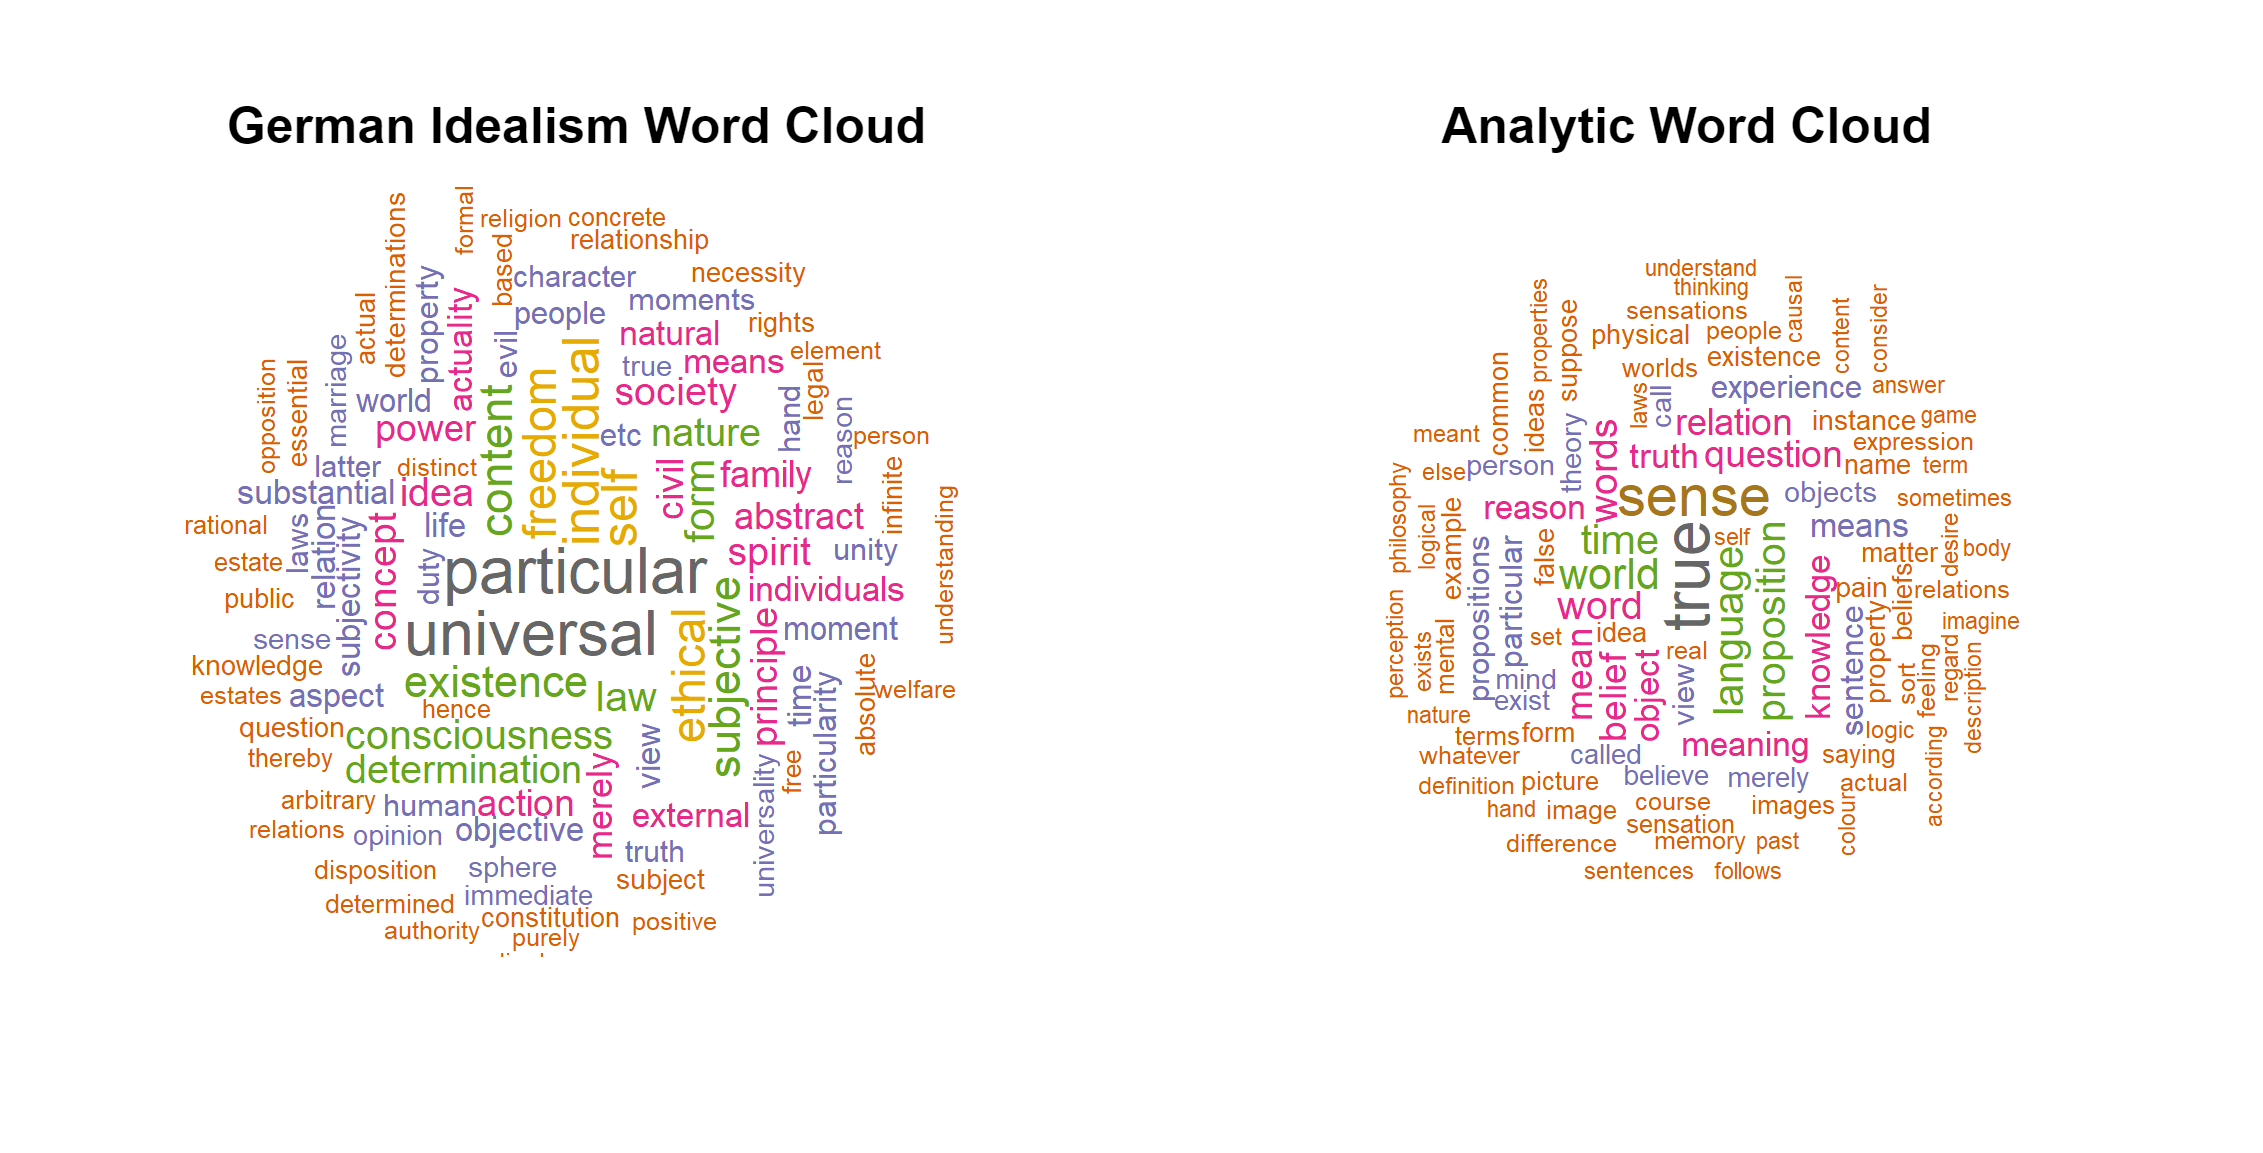 German Idealism Word Cloud
formal
religion concrete
determinations
relationship
based
character
necessity
property
moments
actuality
actual
people
rights
evil
natural
marriage
true means
element
opposition
essential
world
content
freedom
individual
society
legal
hand
reason
power
etc nature
person
latter
distinct
self
civil
form
family
infinite
substantial idea
abstract
understanding
rational
laws
relation
subjectivity
concept
life
spirit unity
estate
duty
particular
individuals
public
universal
ethical
subjective
principle
moment
sense
knowledge
existence law
time
particularity
absolute
welfare
estates aspect
hence
question
consciousness
view
thereby
determination
merely
universality
free
arbitrary human action
external
relations opinion objective
truth
disposition sphere
subject
immediate
determined
constitution positive
authority
purely
Analytic Word Cloud
understand
thinking
properties
suppose
sensations
causal
content
consider
physical people
existence
worlds
common
ideas
laws
call
experience answer
theory
words
relation instance game
meant
truth question expression
else person
name term
philosophy
logical
example
reason
sense objects sometimes
propositions
particular
false
time
true
self
language
proposition
means
desire
matter body
world
knowledge
pain
beliefs
relations
perception
exists
mental
word
sentence
property
imagine
set idea
mean
belief
object
real
view
sort
feeling
regard
description
mind
exist
nature
terms form
logic
whatever called
meaning saying
according
definition picture believe merely actual
hand image course images
colour
sensation
difference memory past
sentences follows